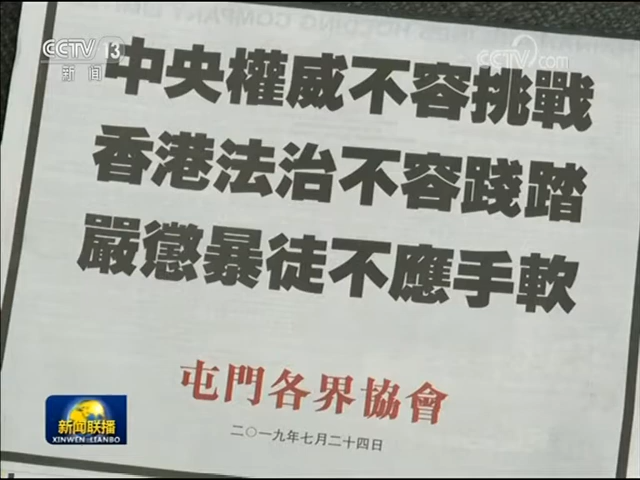 CCTV 13
新闻
CCTV.com
中央權威不容挑戰
香港法治不容踐踏
嚴懲暴徒不應手軟
屯門各界協會
二〇一九年七月二十四日
新闻联播
XINWEN LIANBO